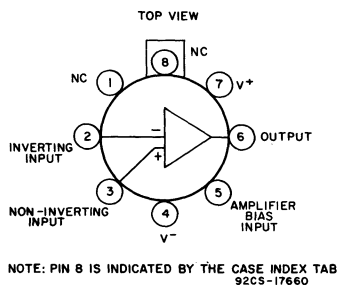 TOP VIEW
NC
8
NC
1
7
V+
2
−
6
OUTPUT
INVERTING
INPUT
+
3
5
NON-INVERTING
INPUT
4
AMPLIFIER
BIAS
INPUT
V−
NOTE: PIN 8 IS INDICATED BY THE CASE INDEX TAB
92CS-17660